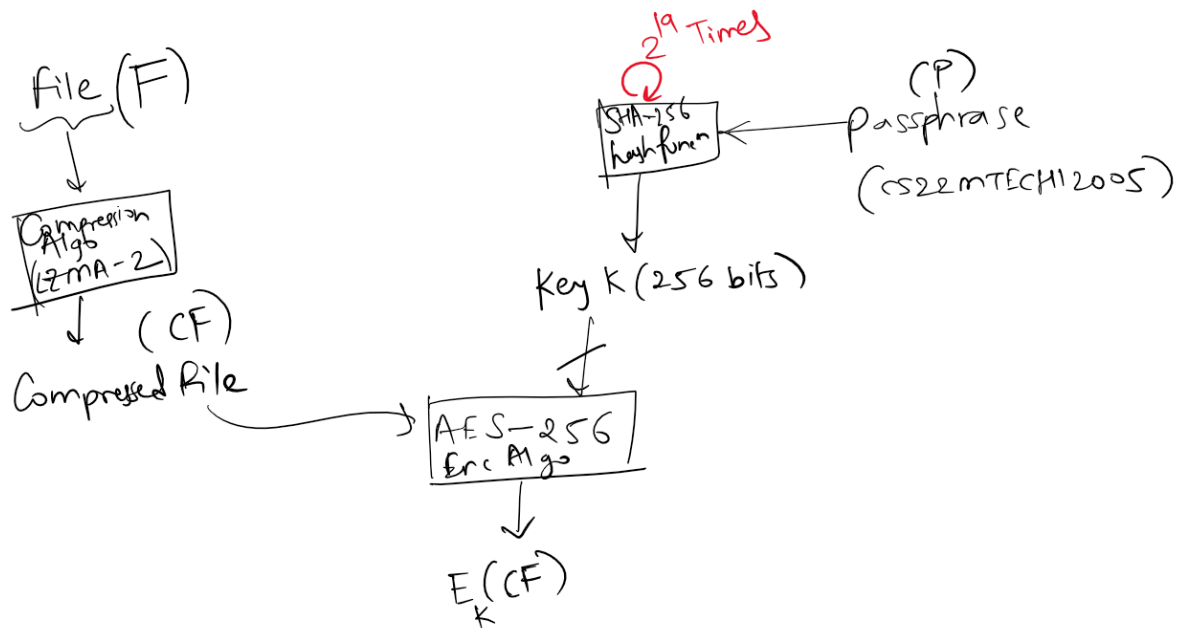 File (F)
Compression
Algo
(LZMA-2)
(CF)
Compressed File
2^19 Times
SHA-256
hash funcⁿ
(P)
Passphrase
(CS22MTECH12005)
Key K (256 bits)
AES-256
Enc Algo
E_K(CF)